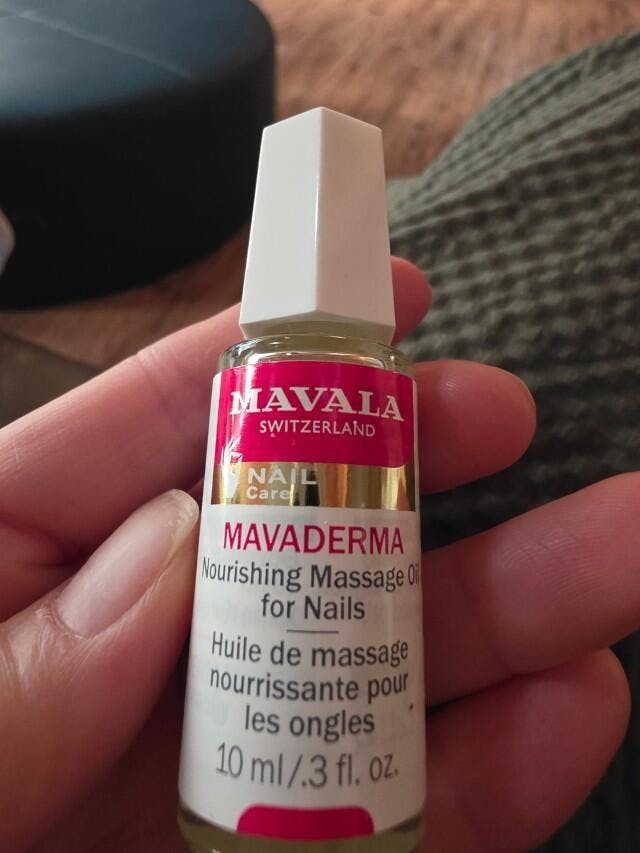 MAVALA
SWITZERLAND
NAIL
Care
MAVADERMA
Nourishing Massage Oil
for Nails
Huile de massage
nourrissante pour
les ongles
10 ml/.3 fl. oz.